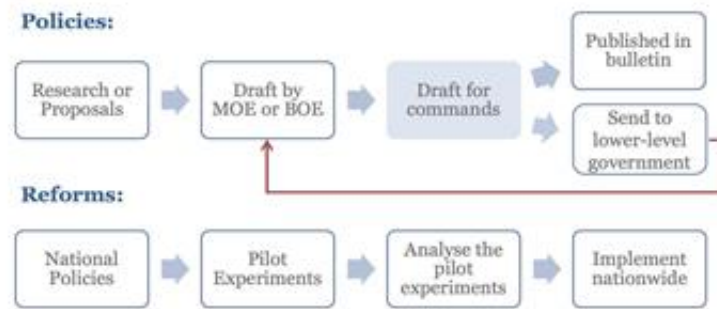 Policies:
Research or
Proposals
Draft by
MOE or BOE
Draft for
commands
Published in
bulletin
Send to
lower-level
government
Reforms:
National
Policies
Pilot
Experiments
Analyse the
pilot
experiments
Implement
nationwide